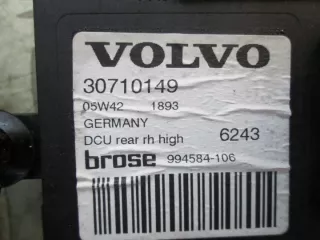 VOLVO
30710149
05W42 1893
GERMANY
DCU rear rh high 6243
brose 994584-106